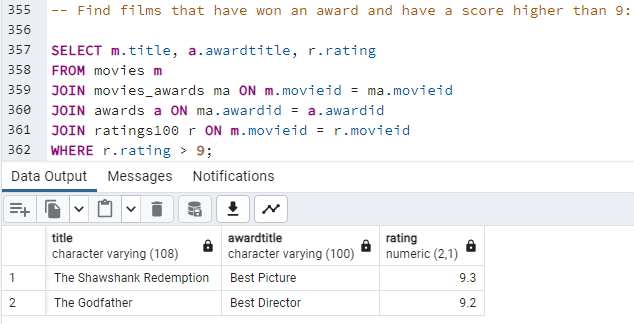 355 -- Find films that have won an award and have a score higher than 9:
356
357 SELECT m.title, a.awardtitle, r.rating
358 FROM movies m
359 JOIN movies_awards ma ON m.movieid = ma.movieid
360 JOIN awards a ON ma.awardid = a.awardid
361 JOIN ratings100 r ON m.movieid = r.movieid
362 WHERE r.rating > 9;
Data Output Messages Notifications
title awardtitle rating
character varying (108) character varying (100) numeric (2,1)
1 The Shawshank Redemption Best Picture 9.3
2 The Godfather Best Director 9.2